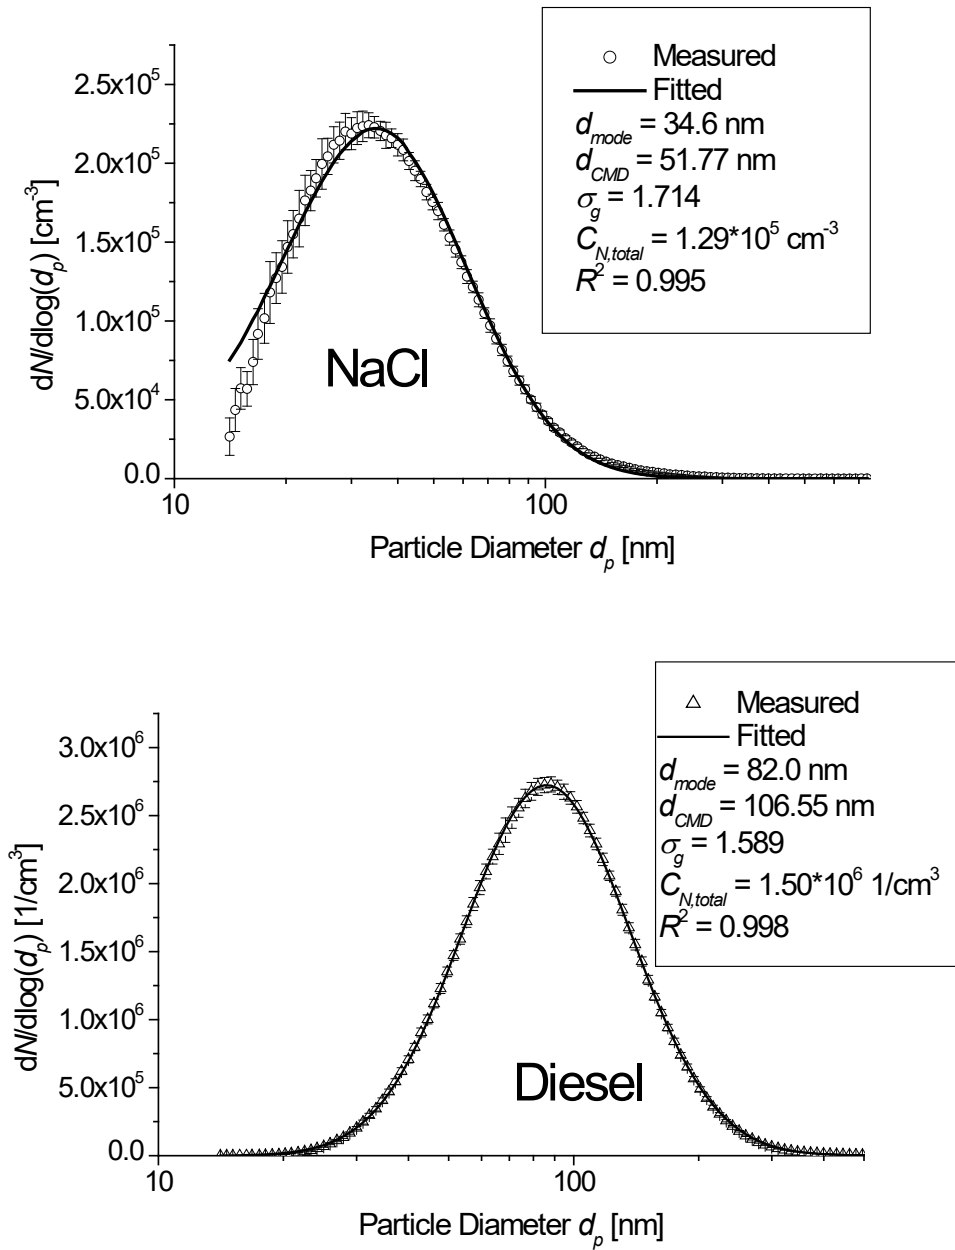 Measured
Fitted
d_mode = 34.6 nm
d_CMD = 51.77 nm
σ_g = 1.714
C_N,total = 1.29*10^5 cm^-3
R^2 = 0.995
2.5x10^5
2.0x10^5
1.5x10^5
1.0x10^5
5.0x10^4
0.0
dN/dlog(d_p) [cm^-3]
NaCl
10
100
Particle Diameter d_p [nm]
Measured
Fitted
d_mode = 82.0 nm
d_CMD = 106.55 nm
σ_g = 1.589
C_N,total = 1.50*10^6 1/cm^3
R^2 = 0.998
3.0x10^6
2.5x10^6
2.0x10^6
1.5x10^6
1.0x10^6
5.0x10^5
0.0
dN/dlog(d_p) [1/cm^3]
Diesel
10
100
Particle Diameter d_p [nm]